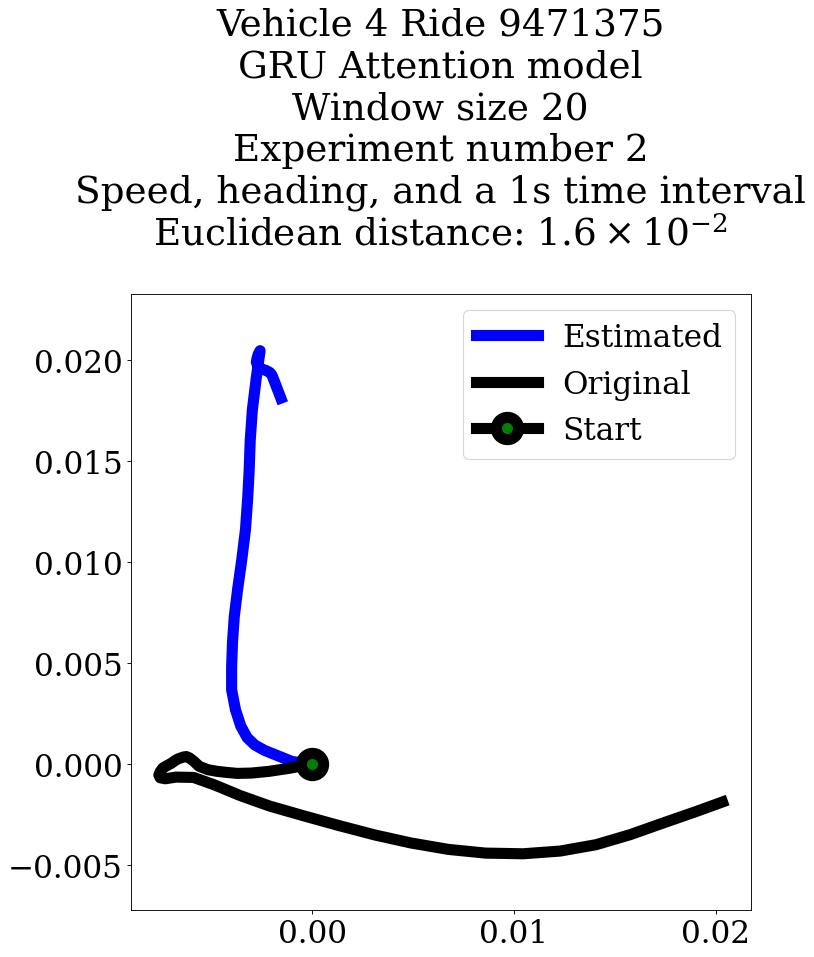 Vehicle 4 Ride 9471375
GRU Attention model
Window size 20
Experiment number 2
Speed, heading, and a 1s time interval
Euclidean distance: 1.6 × 10⁻²
Estimated
Original
Start
0.020
0.015
0.010
0.005
0.000
−0.005
0.00 0.01 0.02